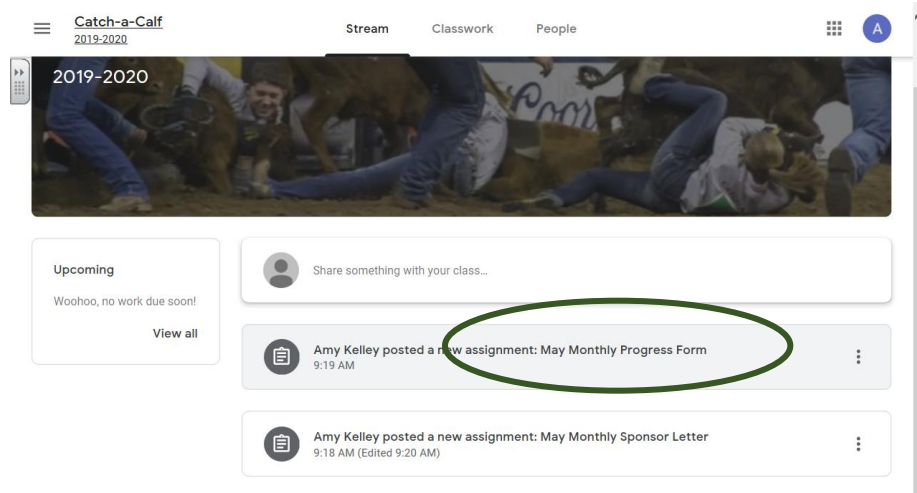 Catch-a-Calf
2019-2020
Stream Classwork People
A
2019-2020
Coors
Upcoming
Woohoo, no work due soon!
View all
Share something with your class...
Amy Kelley posted a new assignment: May Monthly Progress Form
9:19 AM
Amy Kelley posted a new assignment: May Monthly Sponsor Letter
9:18 AM (Edited 9:20 AM)